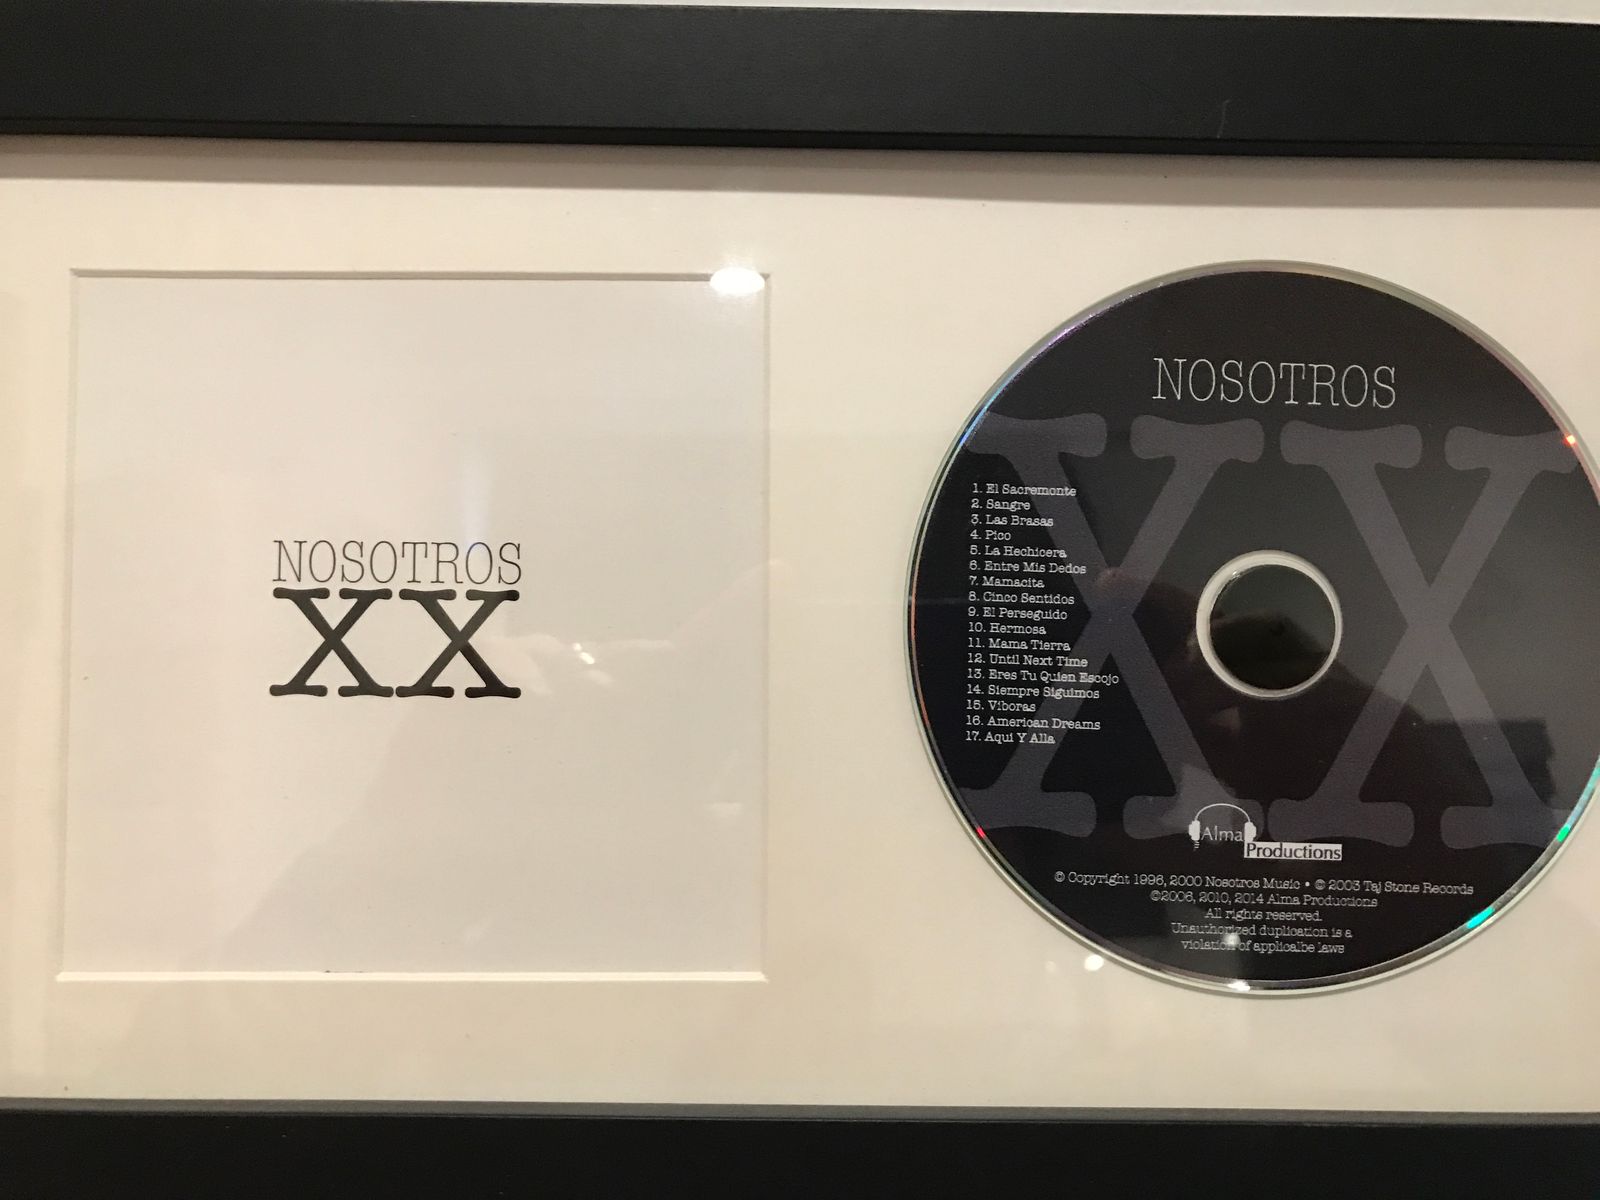 NOSOTROS
XX
NOSOTROS
XX
1. El Sacremonte
2. Sangre
3. Las Brasas
4. Pico
5. La Hechicera
6. Entre Mis Dedos
7. Mamacita
8. Cinco Sentidos
9. El Perseguido
10. Hermosa
11. Mama Tierra
12. Until Next Time
13. Eres Tu Quien Escojo
14. Siempre Siguimos
15. Viboras
16. American Dreams
17. Aqui Y Alla
Alma
Productions
© Copyright 1996, 2000 Nosotros Music • © 2003 Taj Stone Records
©2006, 2010, 2014 Alma Productions
All rights reserved.
Unauthorized duplication is a
violation of applicalbe laws